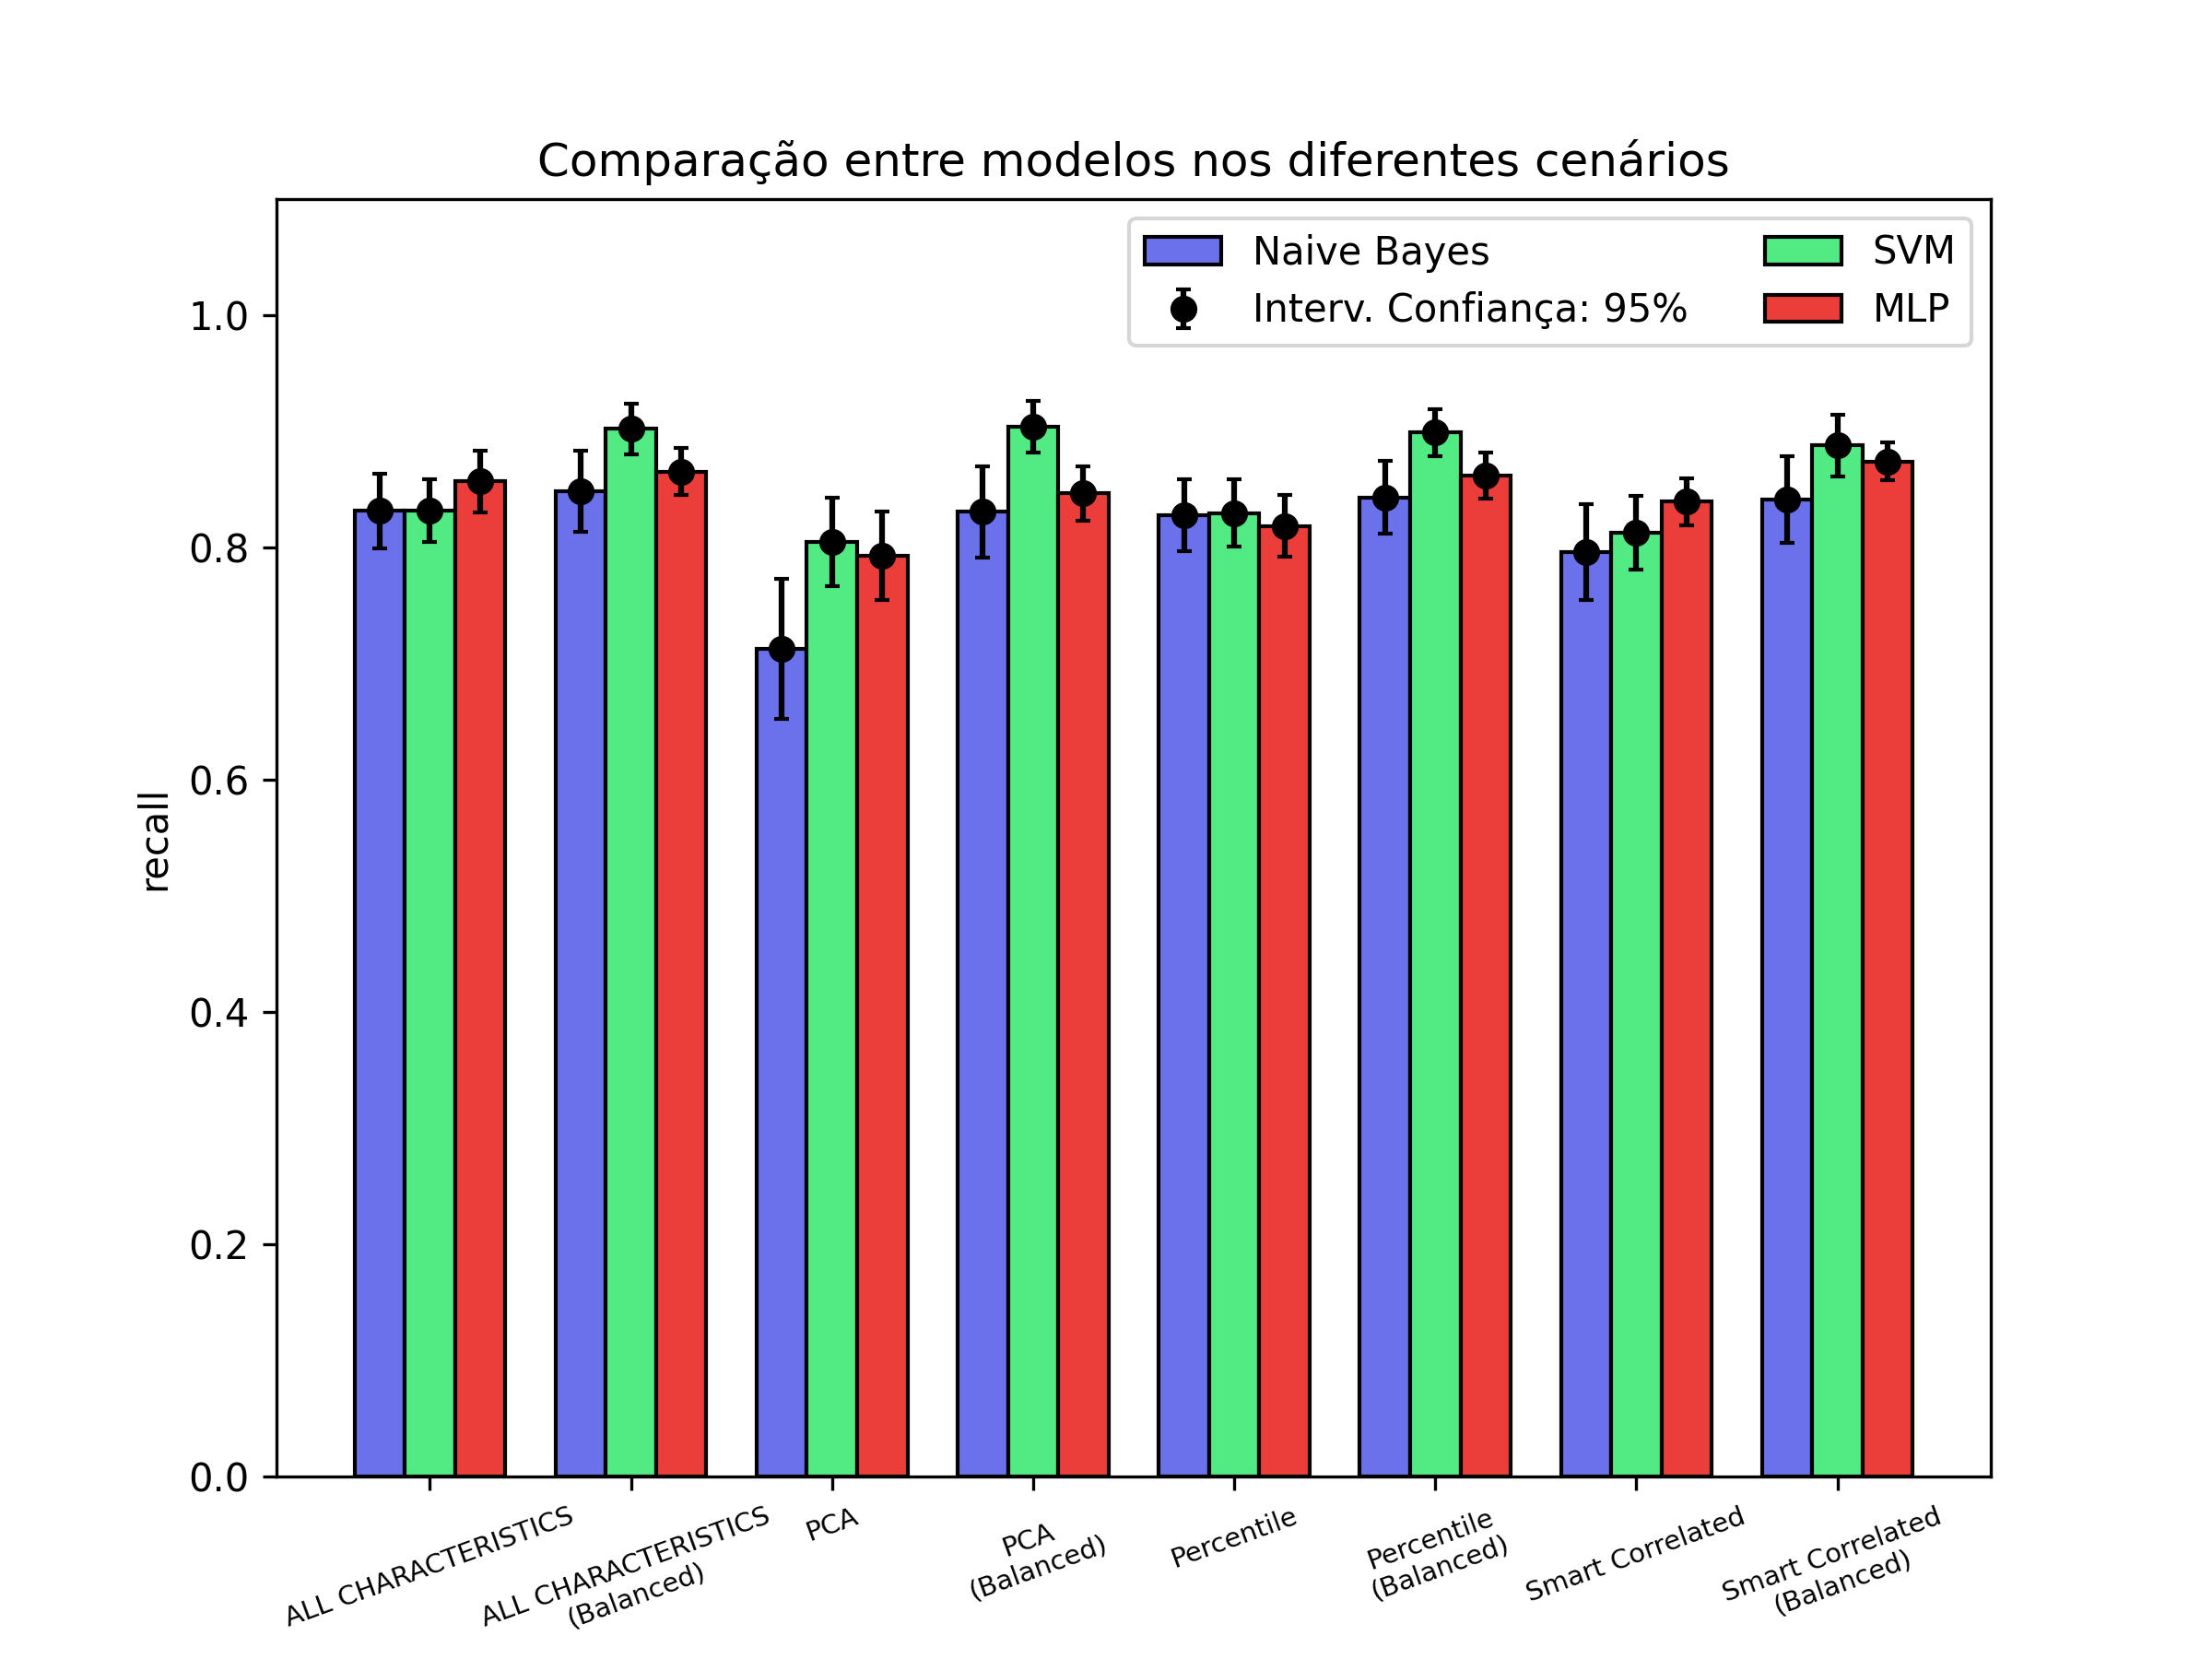 Comparação entre modelos nos diferentes cenários
Naive Bayes
Interv. Confiança: 95%
SVM
MLP
recall
1.0
0.8
0.6
0.4
0.2
0.0
ALL CHARACTERISTICS
ALL CHARACTERISTICS
(Balanced)
PCA
PCA
(Balanced)
Percentile
Percentile
(Balanced)
Smart Correlated
Smart Correlated
(Balanced)